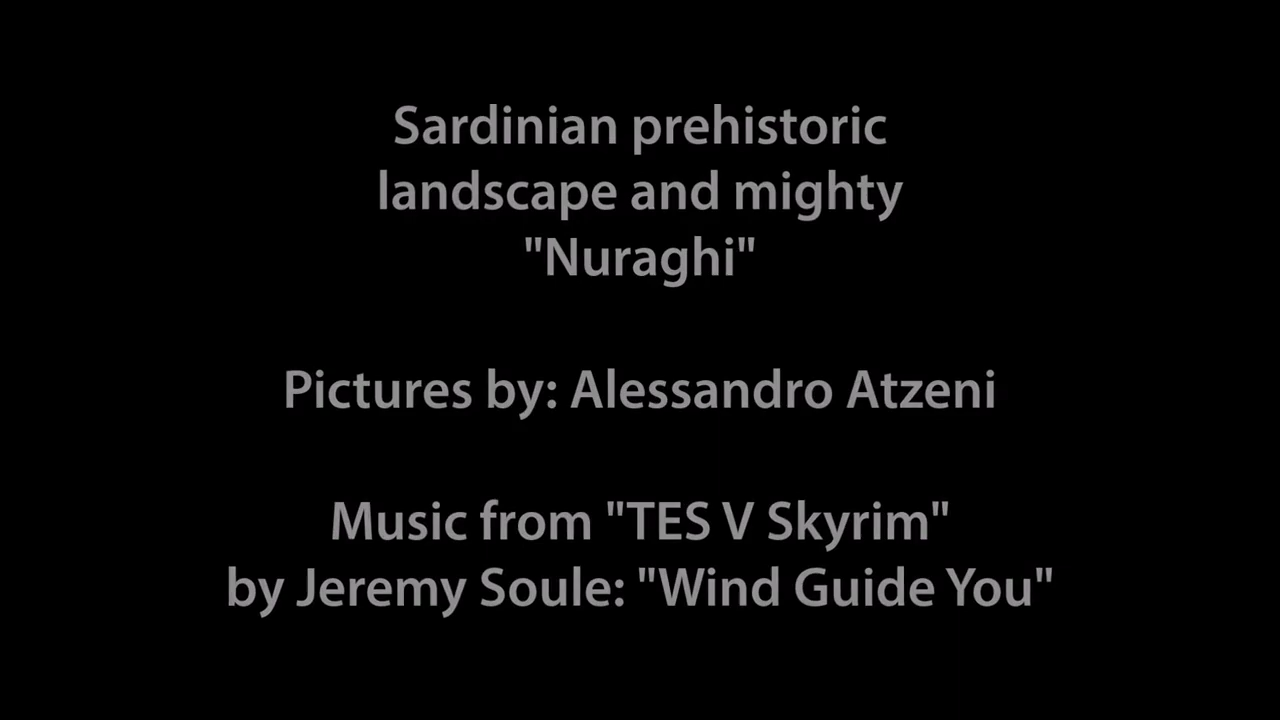 Sardinian prehistoric
landscape and mighty
"Nuraghi"
Pictures by: Alessandro Atzeni
Music from "TES V Skyrim"
by Jeremy Soule: "Wind Guide You"